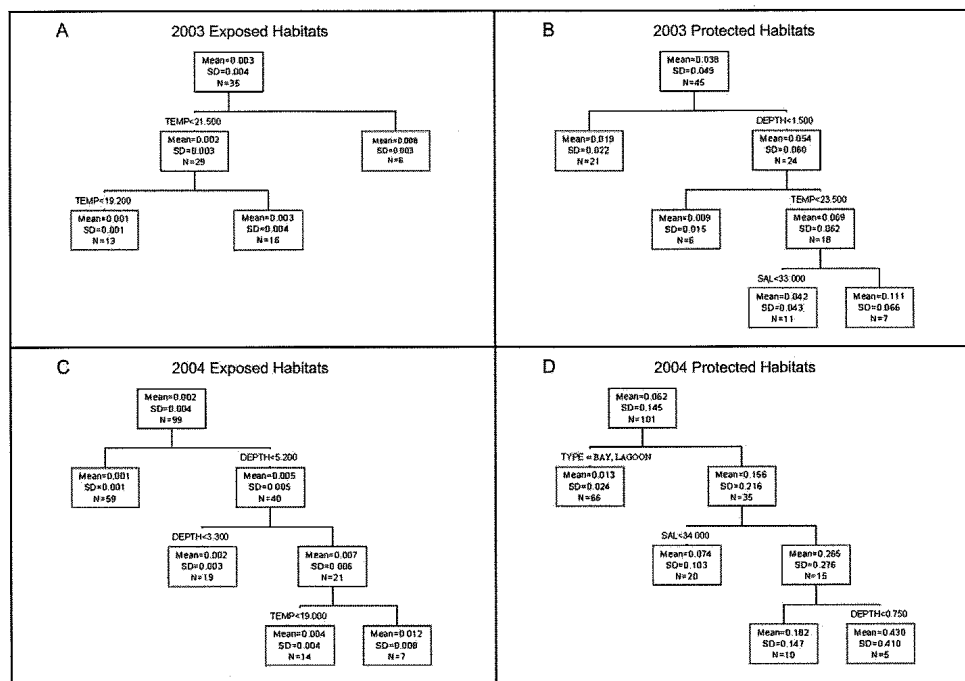 A
2003 Exposed Habitats
Mean=0.003
SD=0.004
N=35
TEMP<21.500
Mean=0.002
SD=0.003
N=29
Mean=0.008
SD=0.003
N=6
TEMP<19.200
Mean=0.001
SD=0.001
N=13
Mean=0.003
SD=0.004
N=16
B
2003 Protected Habitats
Mean=0.038
SD=0.049
N=45
DEPTH<1.500
Mean=0.019
SD=0.022
N=21
Mean=0.054
SD=0.060
N=24
TEMP<23.500
Mean=0.009
SD=0.015
N=6
Mean=0.069
SD=0.062
N=18
SAL<33.000
Mean=0.042
SD=0.043
N=11
Mean=0.111
SD=0.066
N=7
C
2004 Exposed Habitats
Mean=0.002
SD=0.004
N=99
DEPTH<5.200
Mean=0.001
SD=0.001
N=59
Mean=0.005
SD=0.005
N=40
DEPTH<3.300
Mean=0.002
SD=0.003
N=19
Mean=0.007
SD=0.006
N=21
TEMP<19.000
Mean=0.004
SD=0.004
N=14
Mean=0.012
SD=0.008
N=7
D
2004 Protected Habitats
Mean=0.062
SD=0.145
N=101
TYPE = BAY, LAGOON
Mean=0.013
SD=0.024
N=66
Mean=0.156
SD=0.216
N=35
SAL<34.000
Mean=0.074
SD=0.103
N=20
Mean=0.265
SD=0.276
N=15
DEPTH<0.750
Mean=0.182
SD=0.147
N=10
Mean=0.430
SD=0.410
N=5